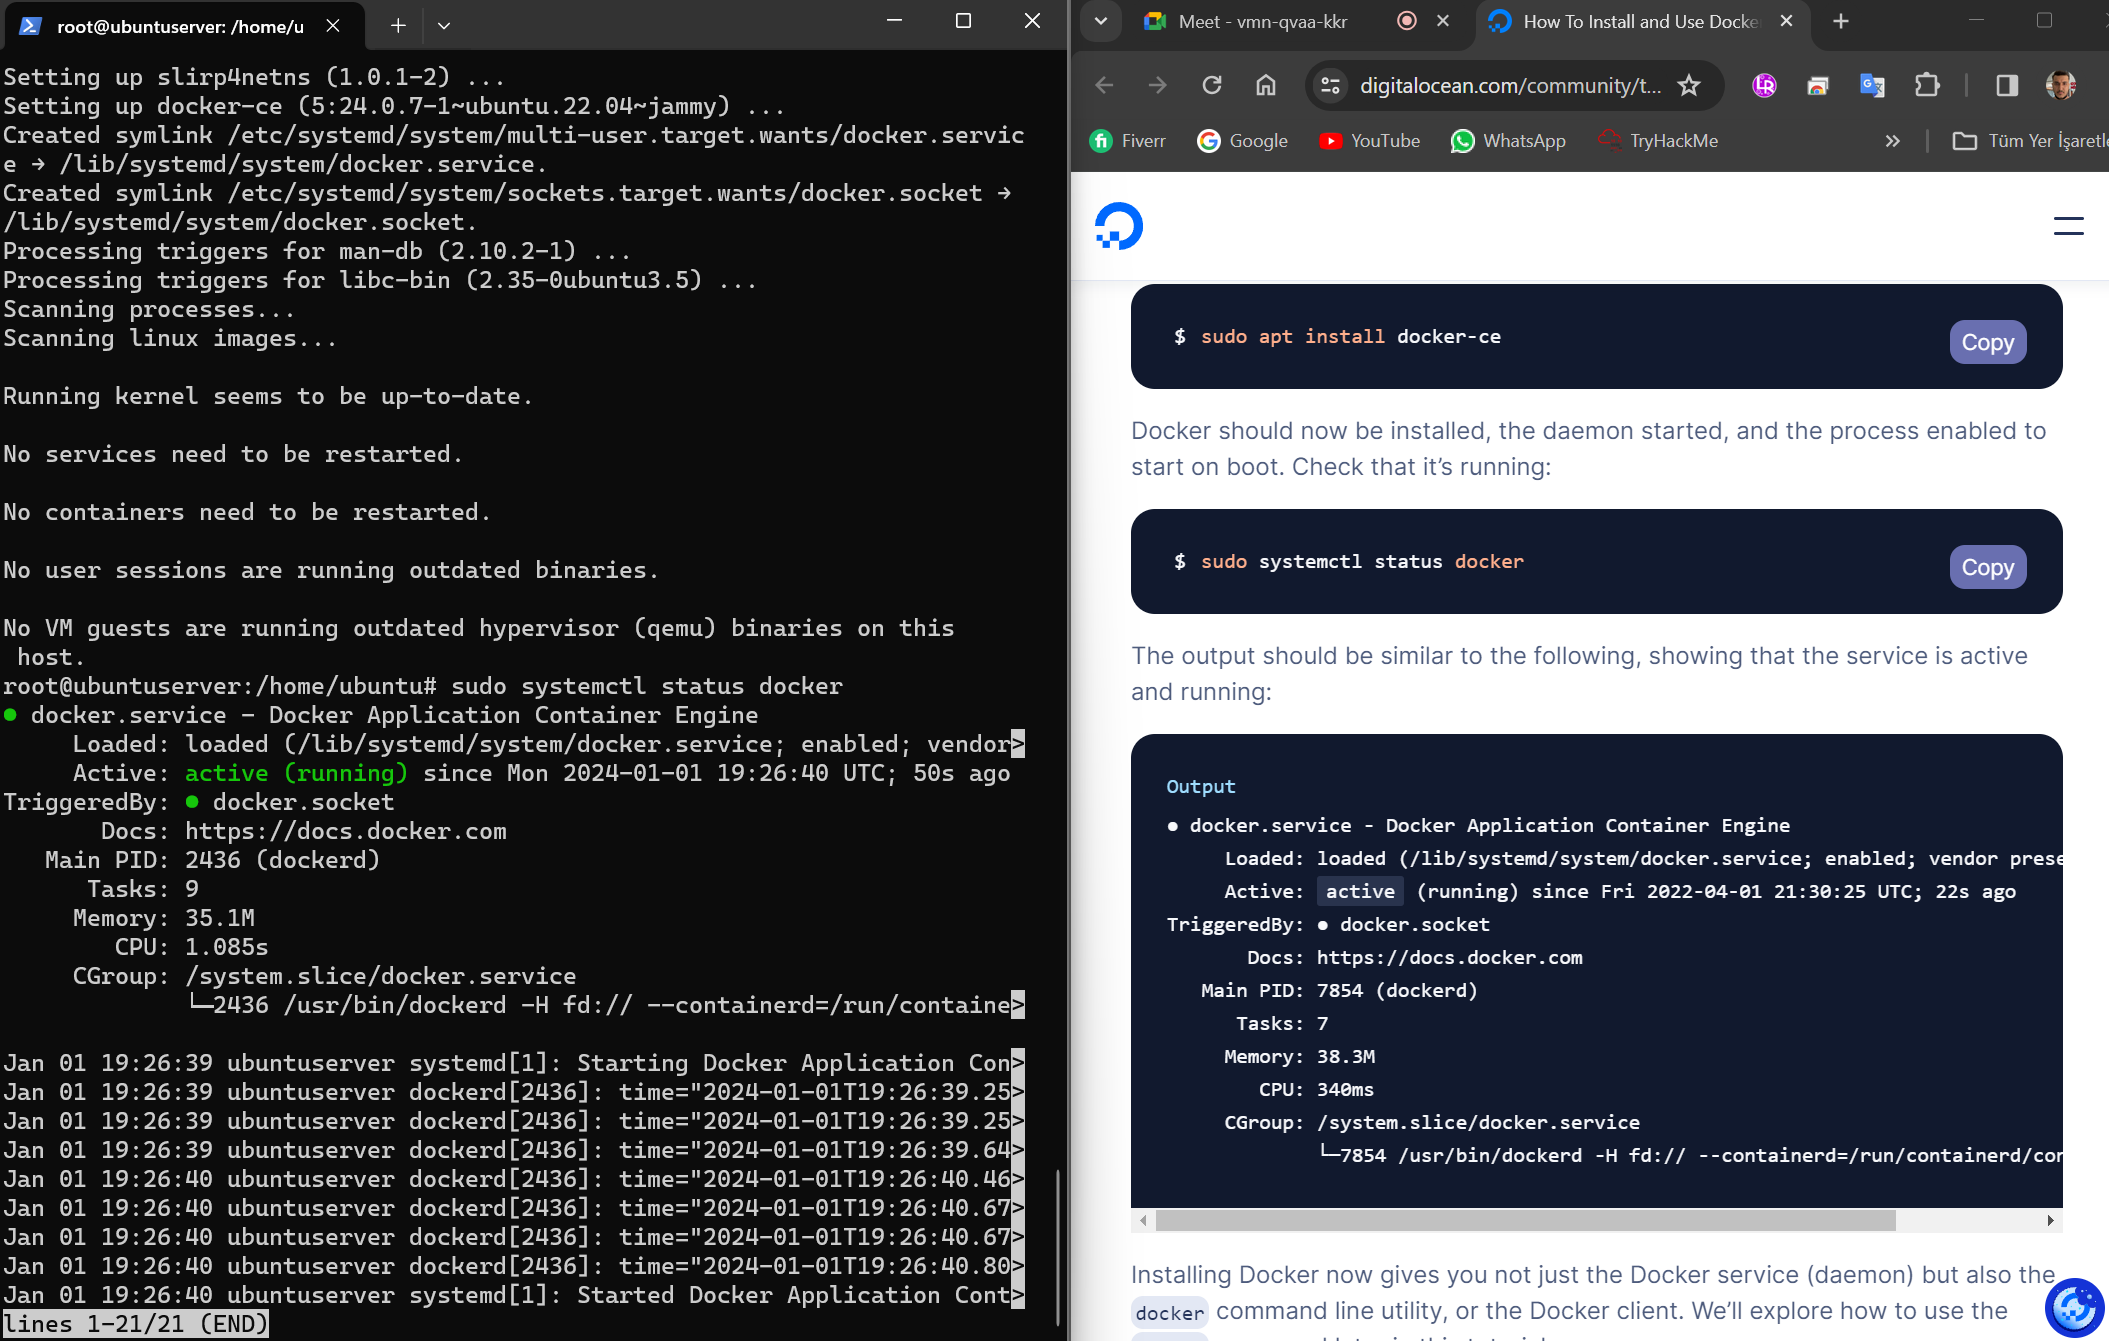 root@ubuntuserver: /home/u
Setting up slirp4netns (1.0.1-2) ...
Setting up docker-ce (5:24.0.7-1~ubuntu.22.04~jammy) ...
Created symlink /etc/systemd/system/multi-user.target.wants/docker.servic
e → /lib/systemd/system/docker.service.
Created symlink /etc/systemd/system/sockets.target.wants/docker.socket →
/lib/systemd/system/docker.socket.
Processing triggers for man-db (2.10.2-1) ...
Processing triggers for libc-bin (2.35-0ubuntu3.5) ...
Scanning processes...
Scanning linux images...
Running kernel seems to be up-to-date.
No services need to be restarted.
No containers need to be restarted.
No user sessions are running outdated binaries.
No VM guests are running outdated hypervisor (qemu) binaries on this
host.
root@ubuntuserver:/home/ubuntu# sudo systemctl status docker
● docker.service - Docker Application Container Engine
Loaded: loaded (/lib/systemd/system/docker.service; enabled; vendor>
Active: active (running) since Mon 2024-01-01 19:26:40 UTC; 50s ago
TriggeredBy: ● docker.socket
Docs: https://docs.docker.com
Main PID: 2436 (dockerd)
Tasks: 9
Memory: 35.1M
CPU: 1.085s
CGroup: /system.slice/docker.service
└─2436 /usr/bin/dockerd -H fd:// --containerd=/run/containe>
Jan 01 19:26:39 ubuntuserver systemd[1]: Starting Docker Application Con>
Jan 01 19:26:39 ubuntuserver dockerd[2436]: time="2024-01-01T19:26:39.25>
Jan 01 19:26:39 ubuntuserver dockerd[2436]: time="2024-01-01T19:26:39.25>
Jan 01 19:26:39 ubuntuserver dockerd[2436]: time="2024-01-01T19:26:39.64>
Jan 01 19:26:40 ubuntuserver dockerd[2436]: time="2024-01-01T19:26:40.46>
Jan 01 19:26:40 ubuntuserver dockerd[2436]: time="2024-01-01T19:26:40.67>
Jan 01 19:26:40 ubuntuserver dockerd[2436]: time="2024-01-01T19:26:40.67>
Jan 01 19:26:40 ubuntuserver dockerd[2436]: time="2024-01-01T19:26:40.80>
Jan 01 19:26:40 ubuntuserver systemd[1]: Started Docker Application Cont>
lines 1-21/21 (END)
Meet - vmn-qvaa-kkr
How To Install and Use Docke
digitalocean.com/community/t...
Fiverr
Google
YouTube
WhatsApp
TryHackMe
Tüm Yer İşaretle
$ sudo apt install docker-ce
Copy
Docker should now be installed, the daemon started, and the process enabled to
start on boot. Check that it’s running:
$ sudo systemctl status docker
Copy
The output should be similar to the following, showing that the service is active
and running:
Output
● docker.service - Docker Application Container Engine
Loaded: loaded (/lib/systemd/system/docker.service; enabled; vendor prese
Active: active (running) since Fri 2022-04-01 21:30:25 UTC; 22s ago
TriggeredBy: ● docker.socket
Docs: https://docs.docker.com
Main PID: 7854 (dockerd)
Tasks: 7
Memory: 38.3M
CPU: 340ms
CGroup: /system.slice/docker.service
└─7854 /usr/bin/dockerd -H fd:// --containerd=/run/containerd/con
Installing Docker now gives you not just the Docker service (daemon) but also the
docker command line utility, or the Docker client. We’ll explore how to use the